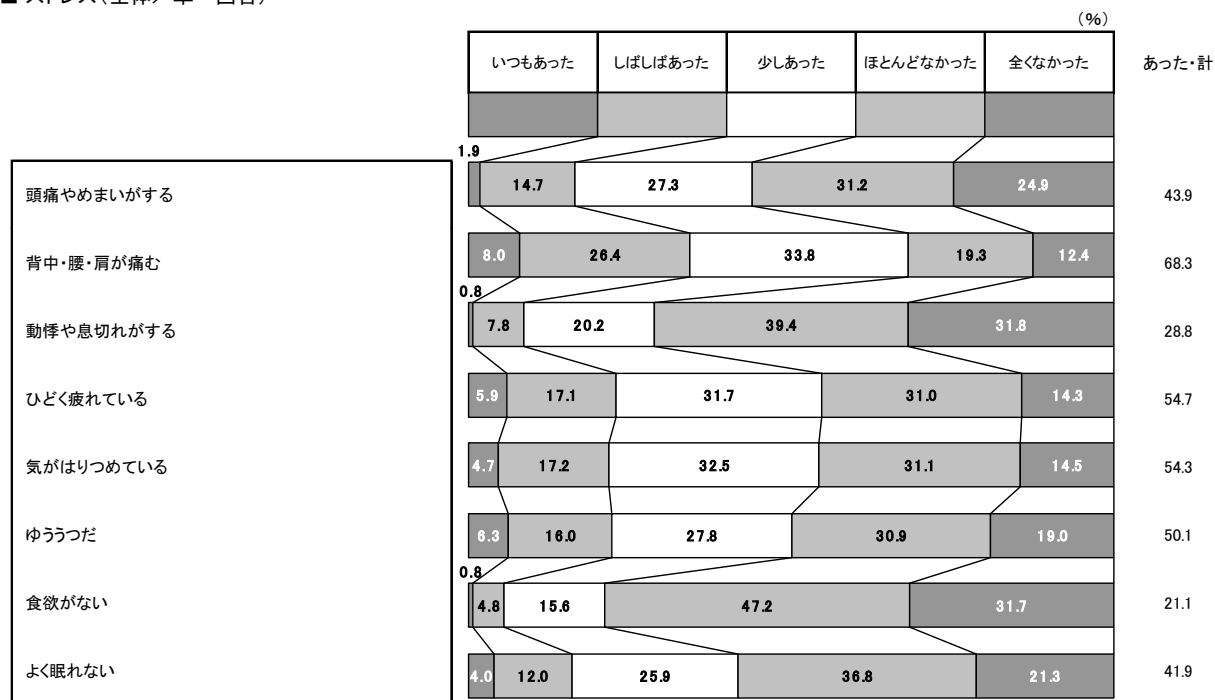 ■ ストレス(全体/単一回答)
(%)
いつもあった しばしばあった 少しあった ほとんどなかった 全くなかった あった・計
頭痛やめまいがする 1.9 14.7 27.3 31.2 24.9 43.9
背中・腰・肩が痛む 8.0 26.4 33.8 19.3 12.4 68.3
動悸や息切れがする 0.8 7.8 20.2 39.4 31.8 28.8
ひどく疲れている 5.9 17.1 31.7 31.0 14.3 54.7
気がはりつめている 4.7 17.2 32.5 31.1 14.5 54.3
ゆううつだ 6.3 16.0 27.8 30.9 19.0 50.1
食欲がない 0.8 4.8 15.6 47.2 31.7 21.1
よく眠れない 4.0 12.0 25.9 36.8 21.3 41.9